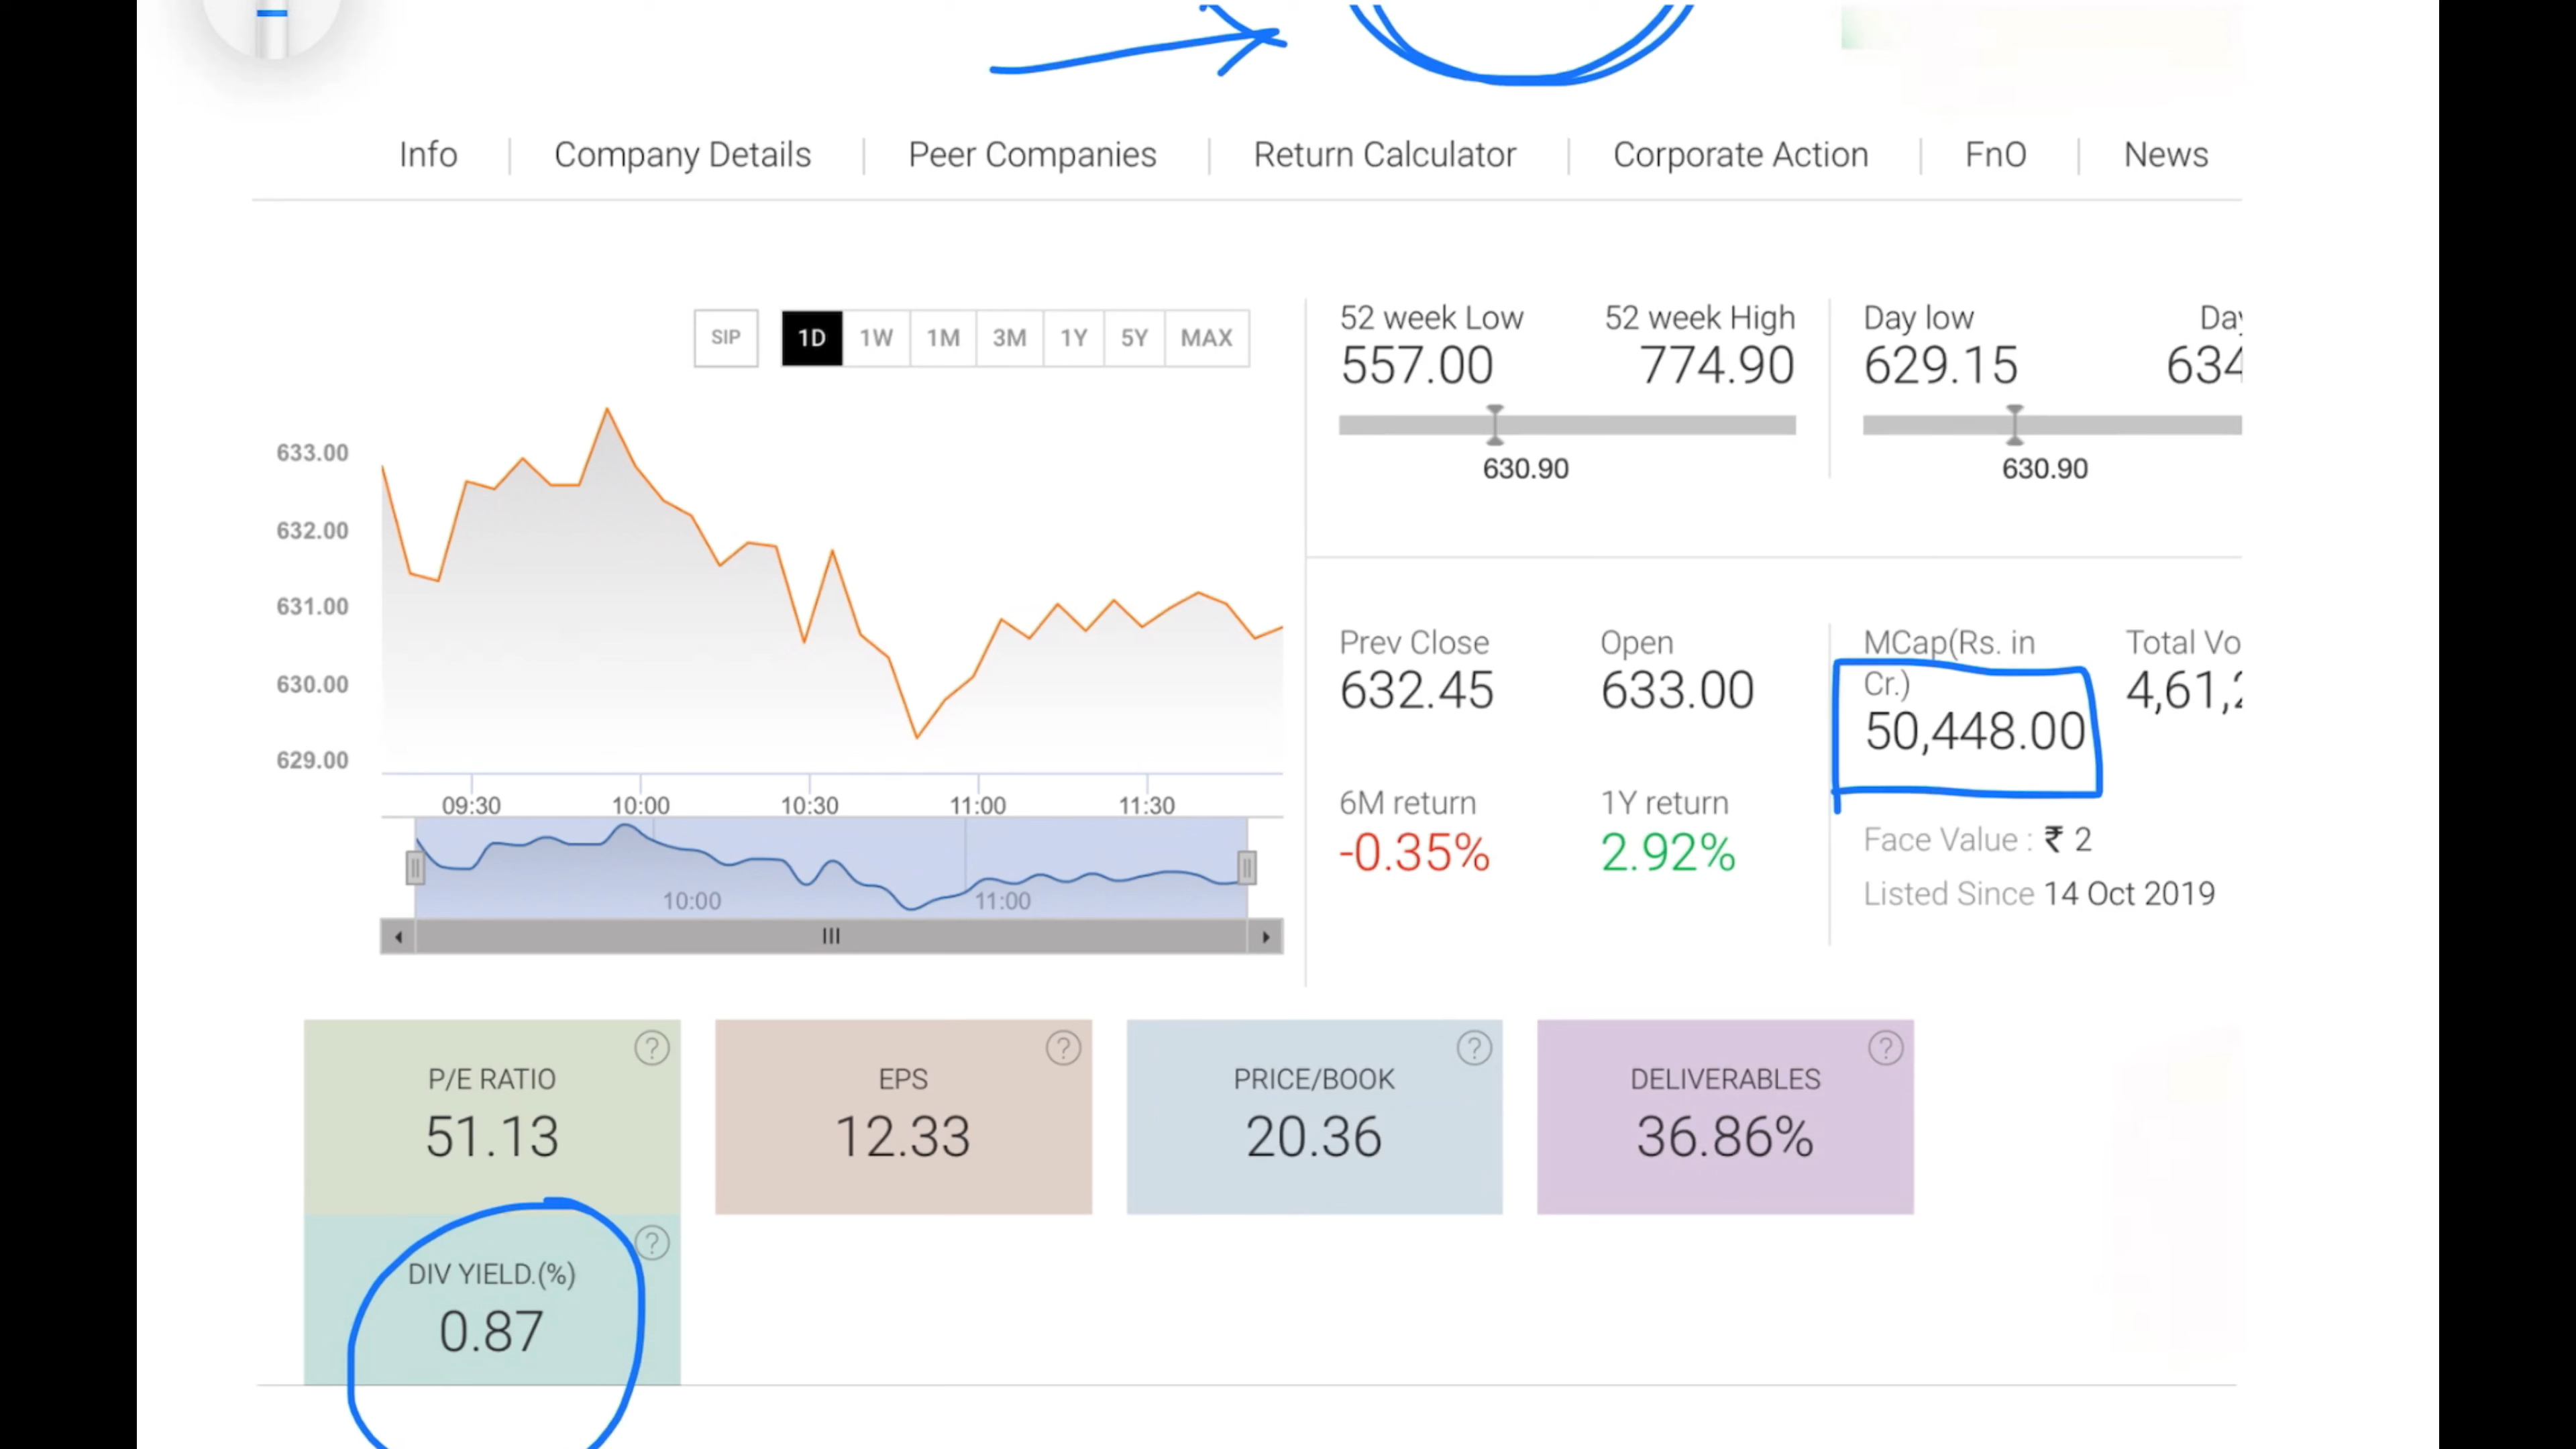 Info
Company Details
Peer Companies
Return Calculator
Corporate Action
FnO
News
SIP
1D
1W
1M
3M
1Y
5Y
MAX
633.00
632.00
631.00
630.00
629.00
09:30
10:00
10:30
11:00
11:30
10:00
11:00
52 week Low
557.00
52 week High
774.90
630.90
Day low
629.15
634
630.90
Prev Close
632.45
Open
633.00
MCap(Rs. in
Cr.)
50,448.00
Total
4,61,
6M return
-0.35%
1Y return
2.92%
Face Value : ₹ 2
Listed Since 14 Oct 2019
P/E RATIO
51.13
?
EPS
12.33
?
PRICE/BOOK
20.36
?
DELIVERABLES
36.86%
?
DIV YIELD.(%)
0.87
?